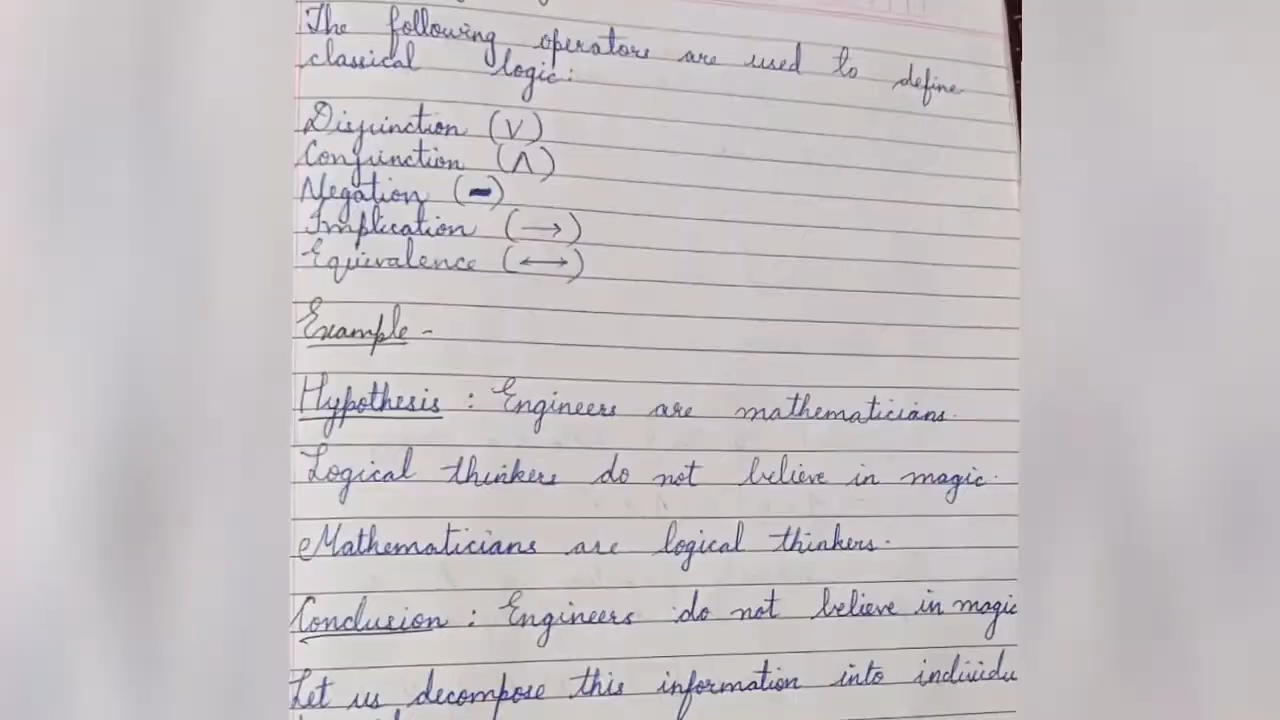 The following operators are used to define
classical logic:
Disjunction (V)
Conjunction (Λ)
Negation (-)
Implication (→)
Equivalence (↔)
Example -
Hypothesis : Engineers are mathematicians.
Logical thinkers do not believe in magic.
Mathematicians are logical thinkers.
Conclusion : Engineers do not believe in magic
Let us decompose this information into individu